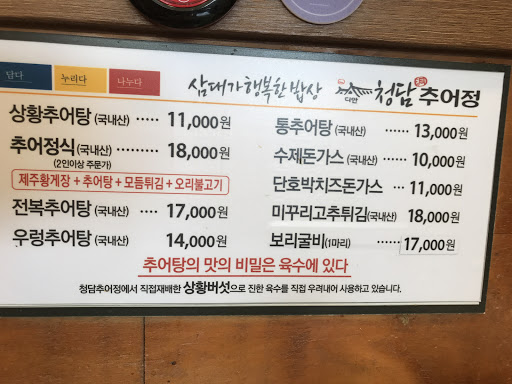 담다 누리다 나누다
삼대가 행복한 밥상 청담추어정
상황추어탕 (국내산) ····· 11,000원
추어정식 (국내산) ····· 18,000원
(2인이상 주문가)
제주황게장 + 추어탕 + 모듬튀김 + 오리불고기
전복추어탕 (국내산) ···· 17,000원
우렁추어탕 (국내산) 14,000원
통추어탕 (국내산) ······ 13,000원
수제돈가스 (국내산) ····· 10,000원
단호박치즈돈가스 ···· 11,000원
미꾸리고추튀김(국내산) 18,000원
보리굴비(1마리) ······ 17,000원
추어탕의 맛의 비밀은 육수에 있다
청담추어정에서 직접재배한 상황버섯으로 진한 육수를 직접 우려내어 사용하고 있습니다.